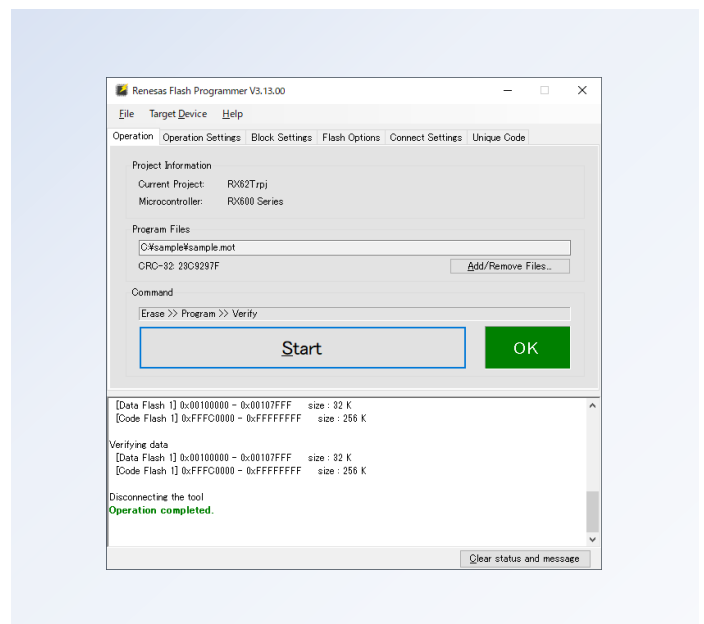 Renesas Flash Programmer V3.13.00
File Target Device Help
Operation Operation Settings Block Settings Flash Options Connect Settings Unique Code
Project Information
Current Project: RX62T.rpj
Microcontroller: RX600 Series
Program Files
C:¥sample¥sample.mot
CRC-32: 23C9297F Add/Remove Files...
Command
Erase >> Program >> Verify
Start OK
[Data Flash 1] 0x00100000 - 0x00107FFF size : 32 K
[Code Flash 1] 0xFFFC0000 - 0xFFFFFFFF size : 256 K
Verifying data
[Data Flash 1] 0x00100000 - 0x00107FFF size : 32 K
[Code Flash 1] 0xFFFC0000 - 0xFFFFFFFF size : 256 K
Disconnecting the tool
Operation completed.
Clear status and message